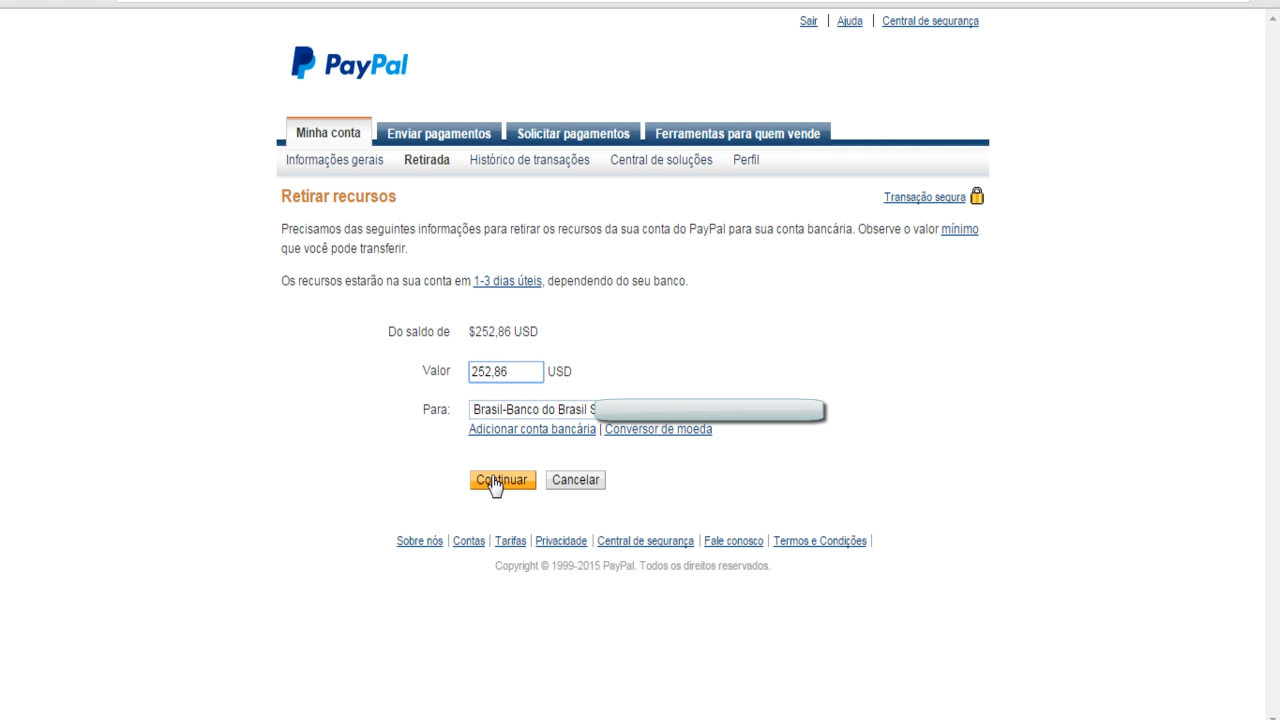 Sair | Ajuda | Central de segurança
PayPal
Minha conta Enviar pagamentos Solicitar pagamentos Ferramentas para quem vende
Informações gerais Retirada Histórico de transações Central de soluções Perfil
Retirar recursos Transação segura
Precisamos das seguintes informações para retirar os recursos da sua conta do PayPal para sua conta bancária. Observe o valor mínimo
que você pode transferir.
Os recursos estarão na sua conta em 1-3 dias úteis, dependendo do seu banco.
Do saldo de $252,86 USD
Valor 252,86 USD
Para: Brasil-Banco do Brasil S
Adicionar conta bancária | Conversor de moeda
Continuar Cancelar
Sobre nós | Contas | Tarifas | Privacidade | Central de segurança | Fale conosco | Termos e Condições |
Copyright © 1999-2015 PayPal. Todos os direitos reservados.